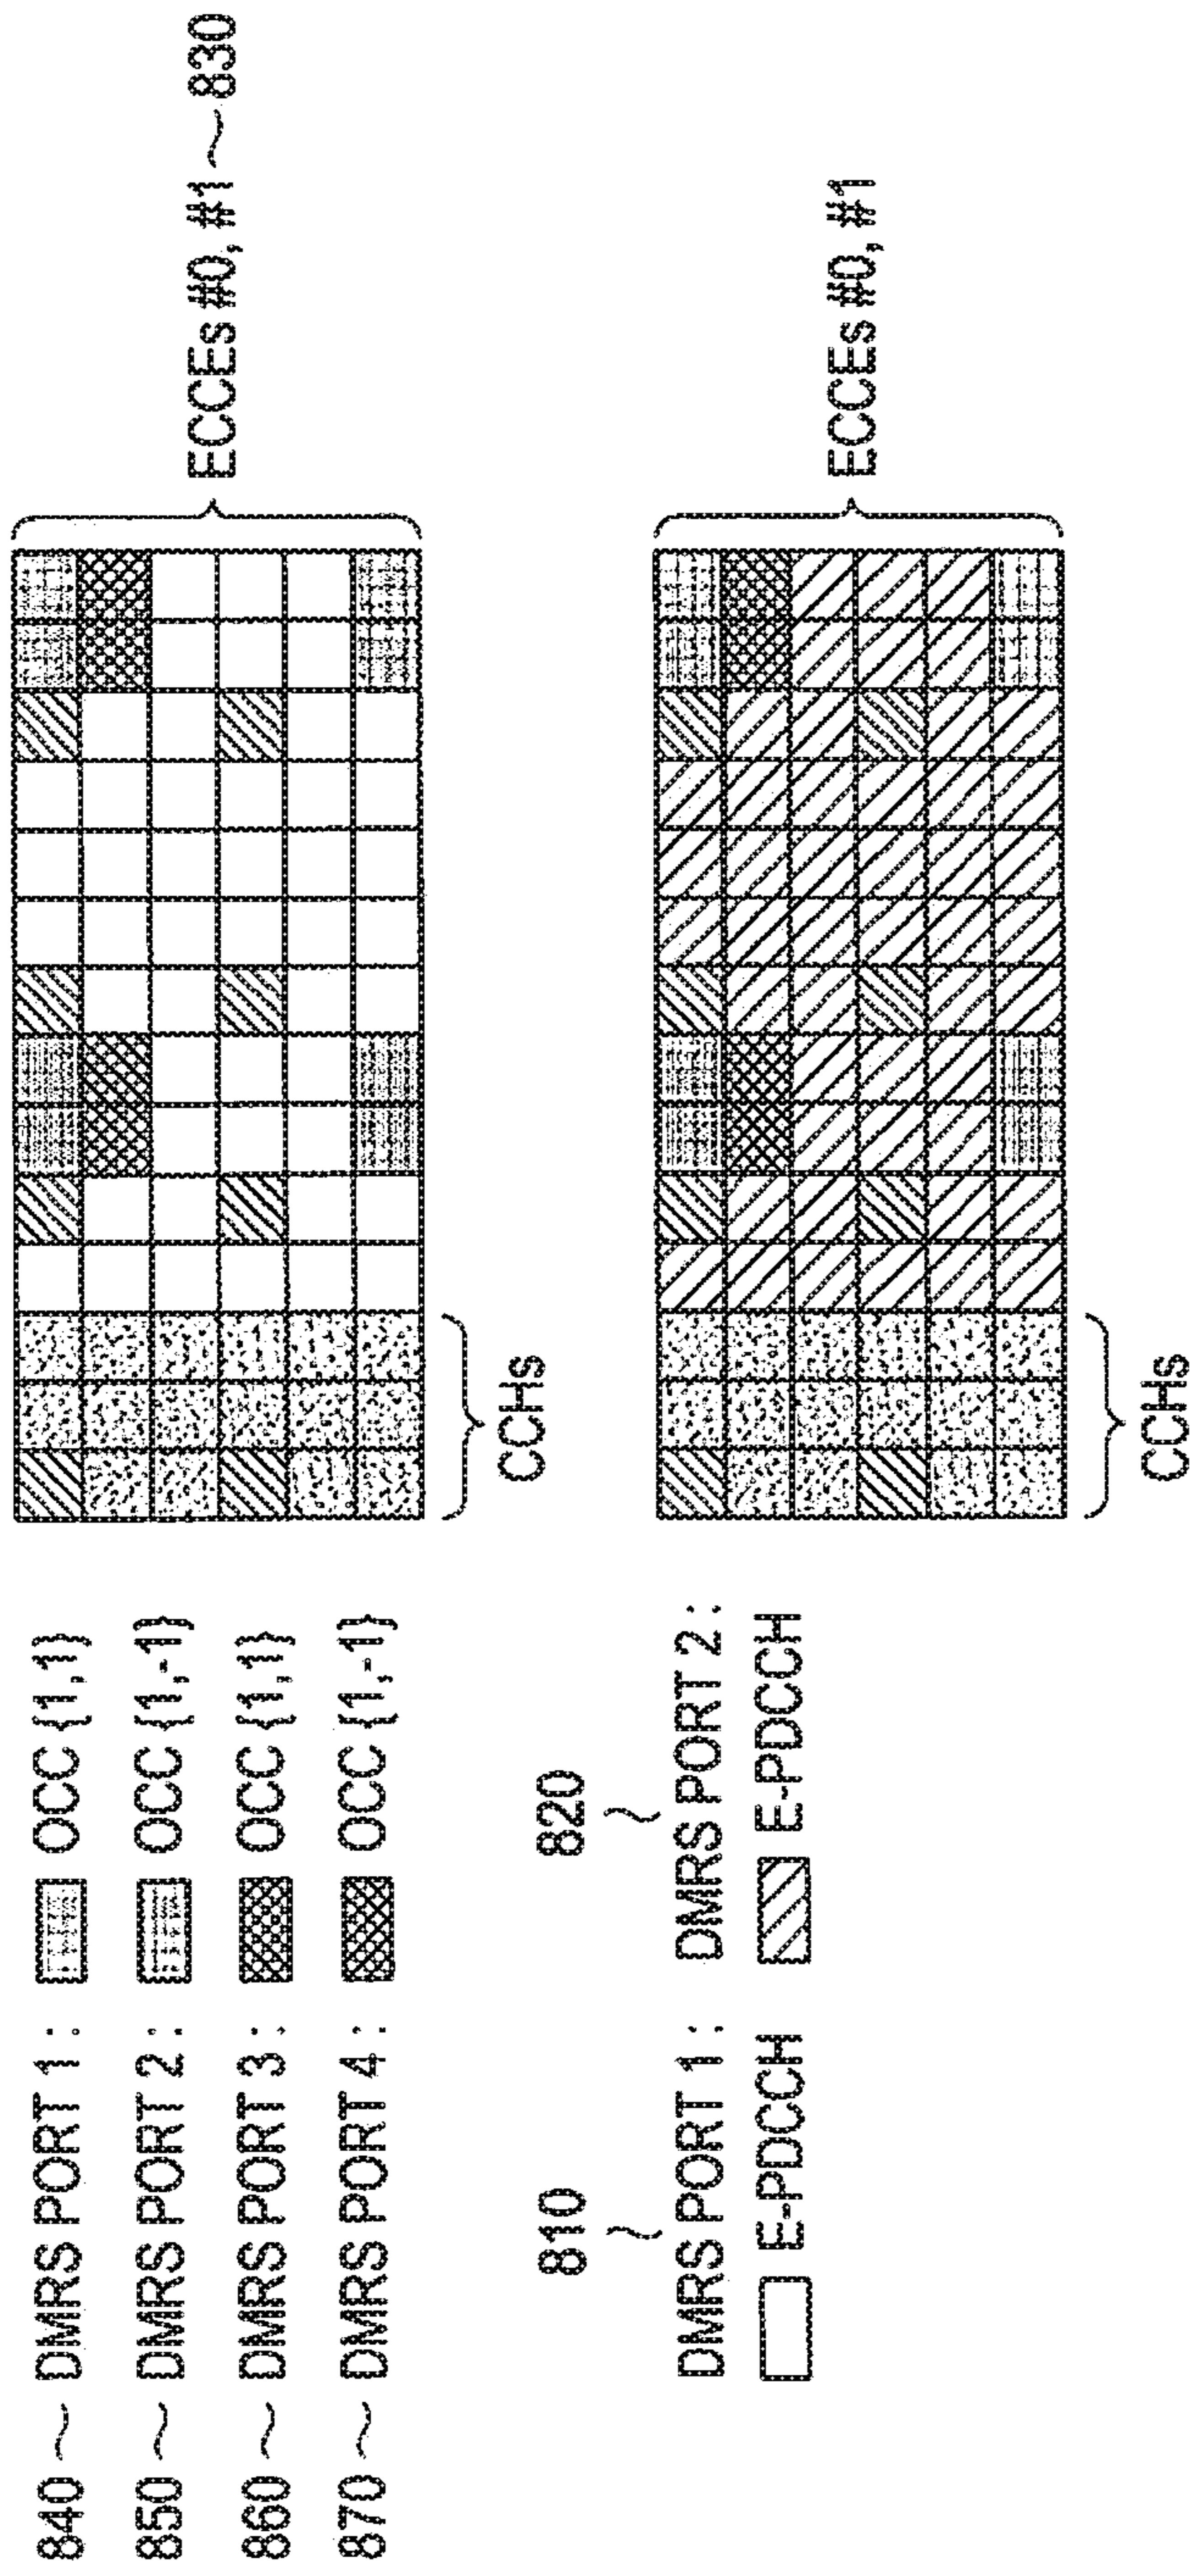 840 ~ DMRS PORT 1 : OCC {1,1}
850 ~ DMRS PORT 2 : OCC {1,-1}
860 ~ DMRS PORT 3 : OCC {1,1}
870 ~ DMRS PORT 4 : OCC {1,-1}
CCHs
ECCEs #0, #1 ~ 830
810
DMRS PORT 1 :
E-PDCCH
820
DMRS PORT 2 :
E-PDCCH
CCHs
ECCEs #0, #1